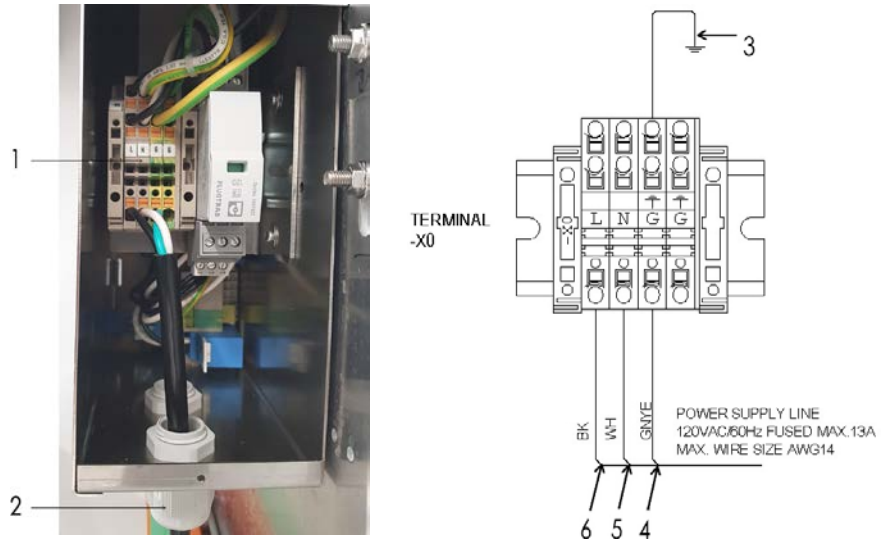 1
2
PLUGTRAB
3
TERMINAL
-X0
L N G G
-X0
BK
WH
GNYE
POWER SUPPLY LINE
120VAC/60Hz FUSED MAX.13A
MAX. WIRE SIZE AWG14
6 5 4